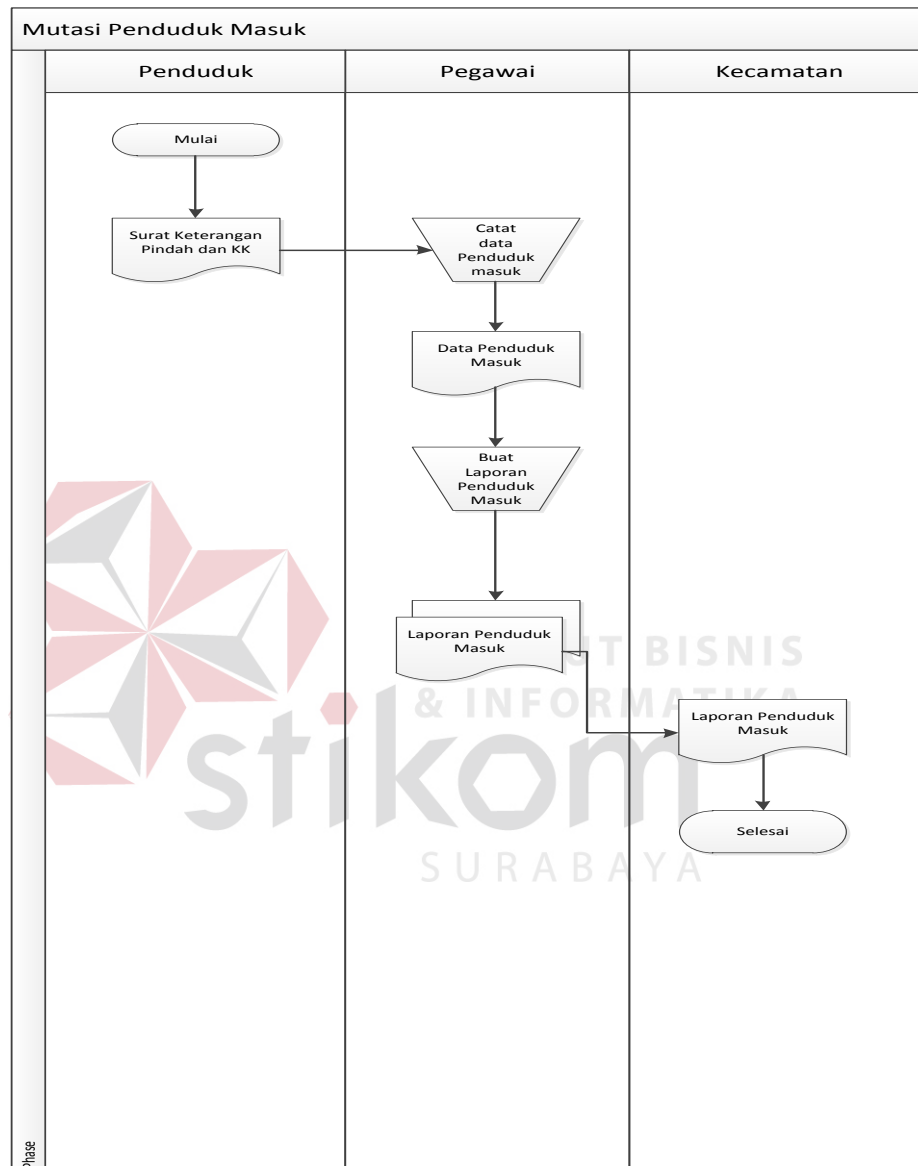 Mutasi Penduduk Masuk
Penduduk
Pegawai
Kecamatan
Mulai
Surat Keterangan
Pindah dan KK
Catat
data
Penduduk
masuk
Data Penduduk
Masuk
Buat
Laporan
Penduduk
Masuk
Laporan Penduduk
Masuk
Laporan Penduduk
Masuk
Selesai
Phase
BISNIS
& INFORMATIKA
stikom
SURABAYA